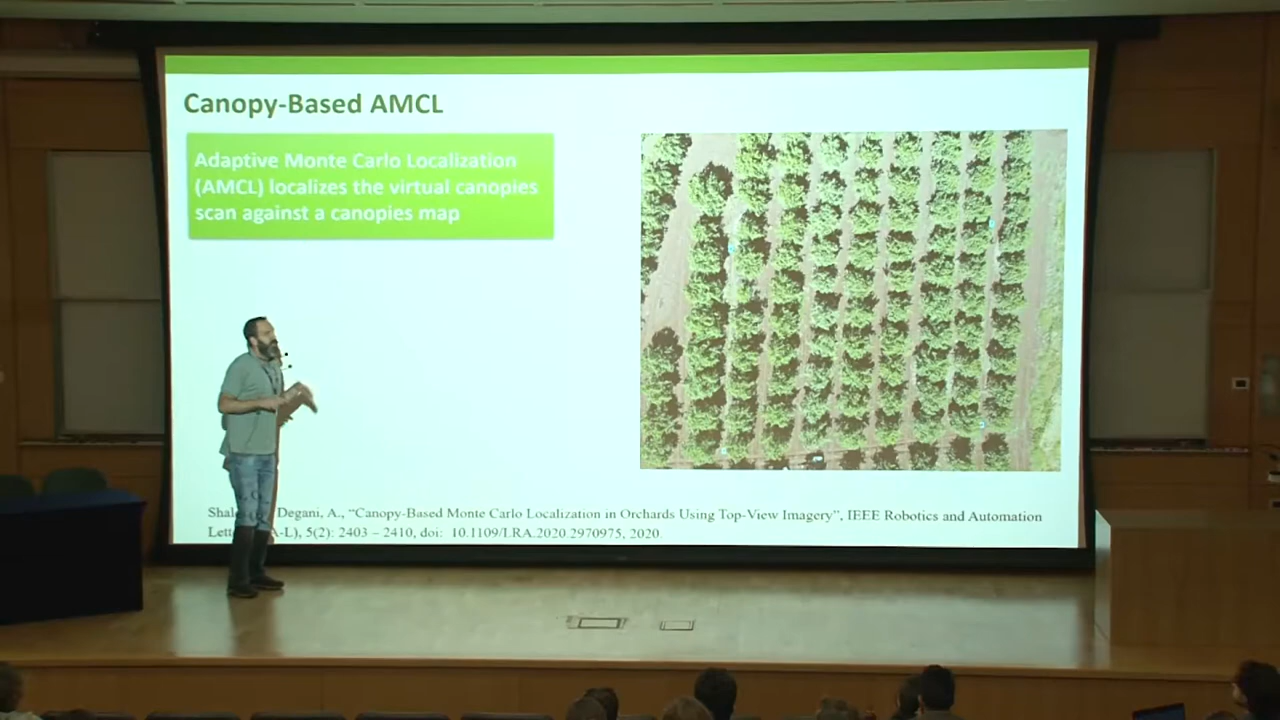 Canopy-Based AMCL
Adaptive Monte Carlo Localization
(AMCL) localizes the virtual canopies
scan against a canopies map
Degani, A., “Canopy-Based Monte Carlo Localization in Orchards Using Top-View Imagery”, IEEE Robotics and Automation
5(2): 2403 – 2410, doi: 10.1109/LRA.2020.2970975, 2020.